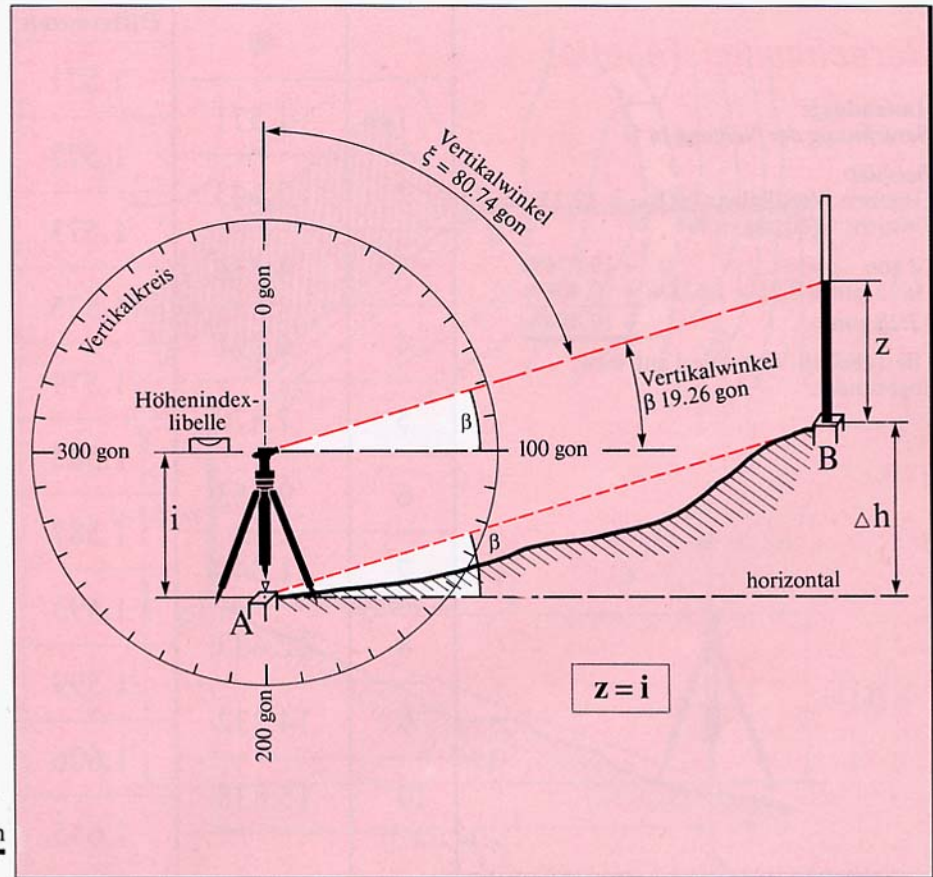 Vertikalwinkel
ξ = 80.74 gon
0 gon
Vertikalkreis
z
Vertikalwinkel
β 19.26 gon
Höhenindex-
libelle
β
300 gon
100 gon
B
i
β
△h
horizontal
A
z = i
200 gon
n